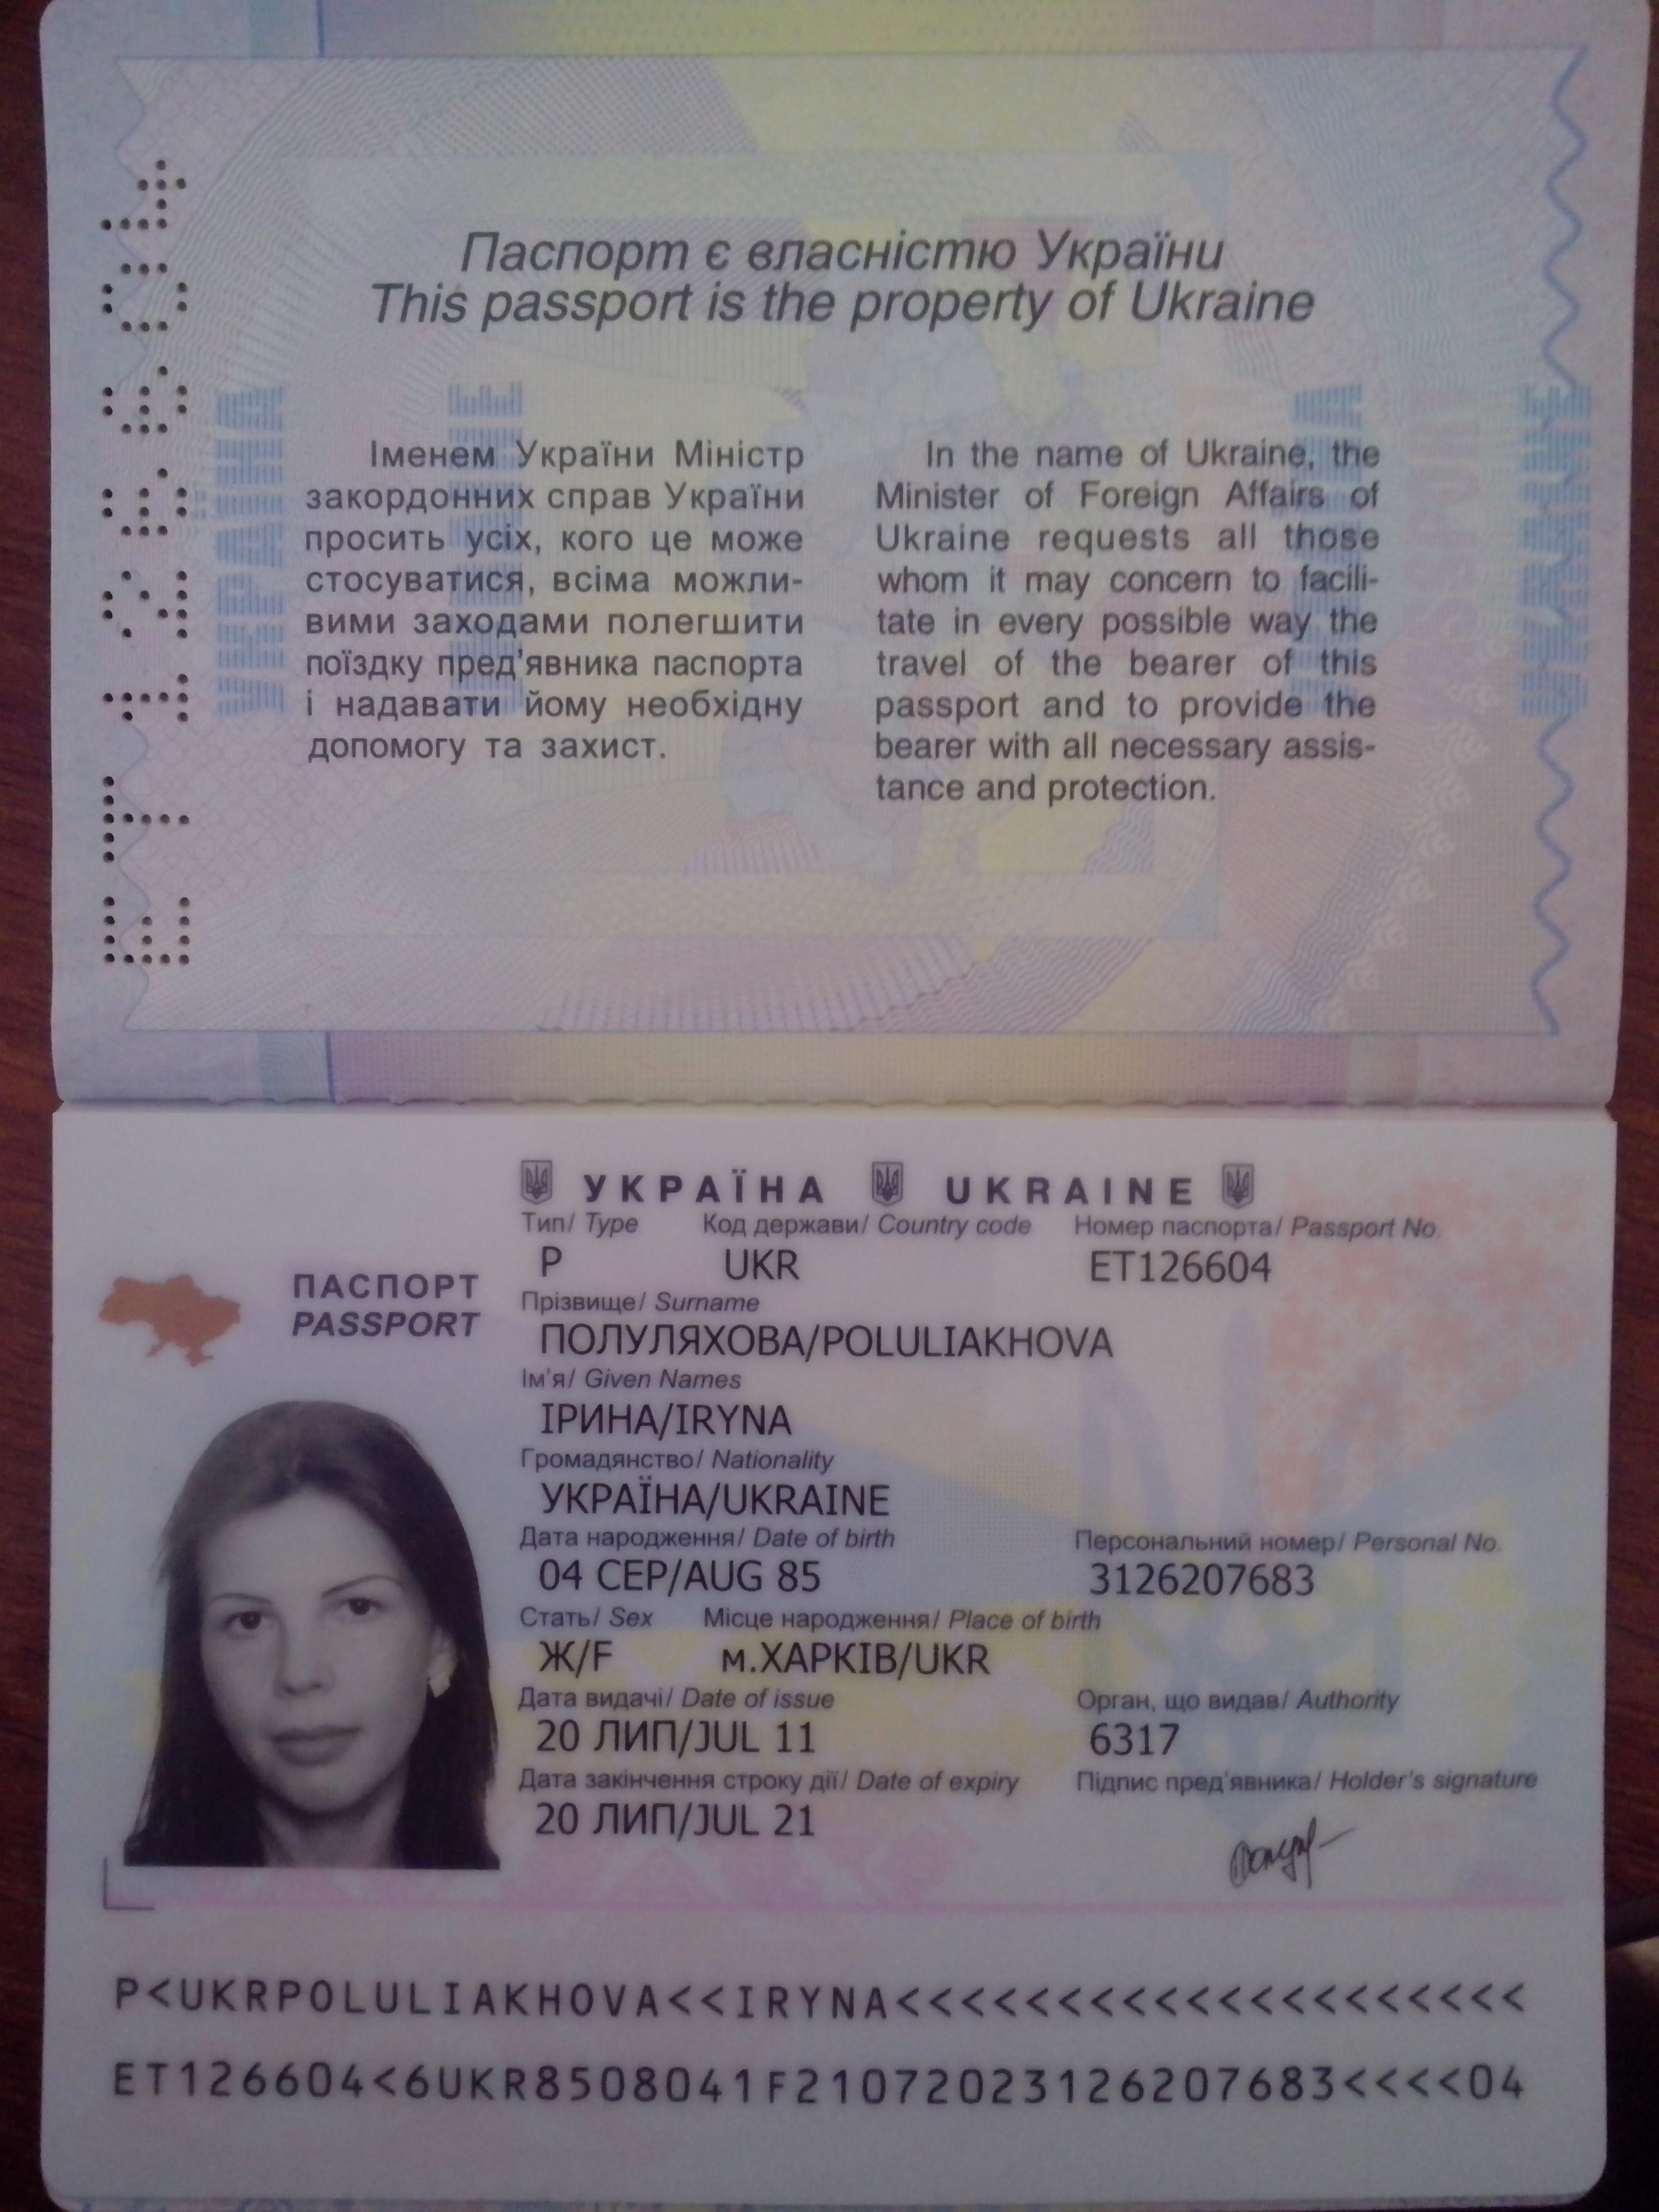 Паспорт є власністю України
This passport is the property of Ukraine
Іменем України Міністр
закордонних справ України
просить усіх, кого це може
стосуватися, всіма можли-
вими заходами полегшити
поїздку пред'явника паспорта
і надавати йому необхідну
допомогу та захист.
In the name of Ukraine, the
Minister of Foreign Affairs of
Ukraine requests all those
whom it may concern to facili-
tate in every possible way the
travel of the bearer of this
passport and to provide the
bearer with all necessary assis-
tance and protection.
ET126604
УКРАЇНА UKRAINE
Тип/ Type Код держави/ Country code Номер паспорта/ Passport No.
P UKR ET126604
ПАСПОРТ
PASSPORT
Прізвище/ Surname
ПОЛУЛЯХОВА/POLULIAKHOVA
Ім'я/ Given Names
ІРИНА/IRYNA
Громадянство/ Nationality
УКРАЇНА/UKRAINE
Дата народження/ Date of birth Персональний номер/ Personal No.
04 СЕР/AUG 85 3126207683
Стать/ Sex Місце народження/ Place of birth
Ж/F м.ХАРКІВ/UKR
Дата видачі/ Date of issue Орган, що видав/ Authority
20 ЛИП/JUL 11 6317
Дата закінчення строку дії/ Date of expiry Підпис пред'явника/ Holder's signature
20 ЛИП/JUL 21
P<UKRPOLULIAKHOVA<<IRYNA<<<<<<<<<<<<<<<<<<<<
ET126604<6UKR8508041F21072023126207683<<<<04